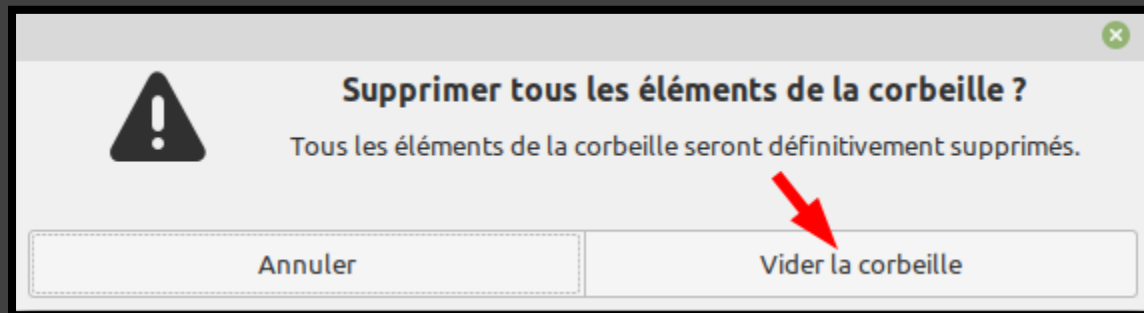 Supprimer tous les éléments de la corbeille ?
Tous les éléments de la corbeille seront définitivement supprimés.
Annuler
Vider la corbeille